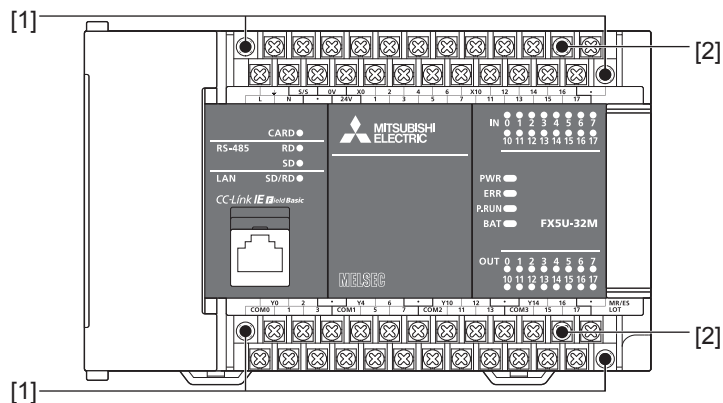 [1]
[2]
S/S 0V X0 2 4 6 X10 12 14 16 •
L N • 24V 1 3 5 7 11 13 15 17
CARD
RS-485 RD
SD
LAN SD/RD
CC-Link IE Field Basic
MITSUBISHI
ELECTRIC
MELSEC
IN 0 1 2 3 4 5 6 7
10 11 12 13 14 15 16 17
PWR
ERR
P.RUN
BAT
FX5U-32M
OUT 0 1 2 3 4 5 6 7
10 11 12 13 14 15 16 17
Y0 2 • Y4 6 • Y10 12 • Y14 16 • MR/ES
COM0 1 3 COM1 5 7 COM2 11 13 COM3 15 17 LOT
[2]
[1]